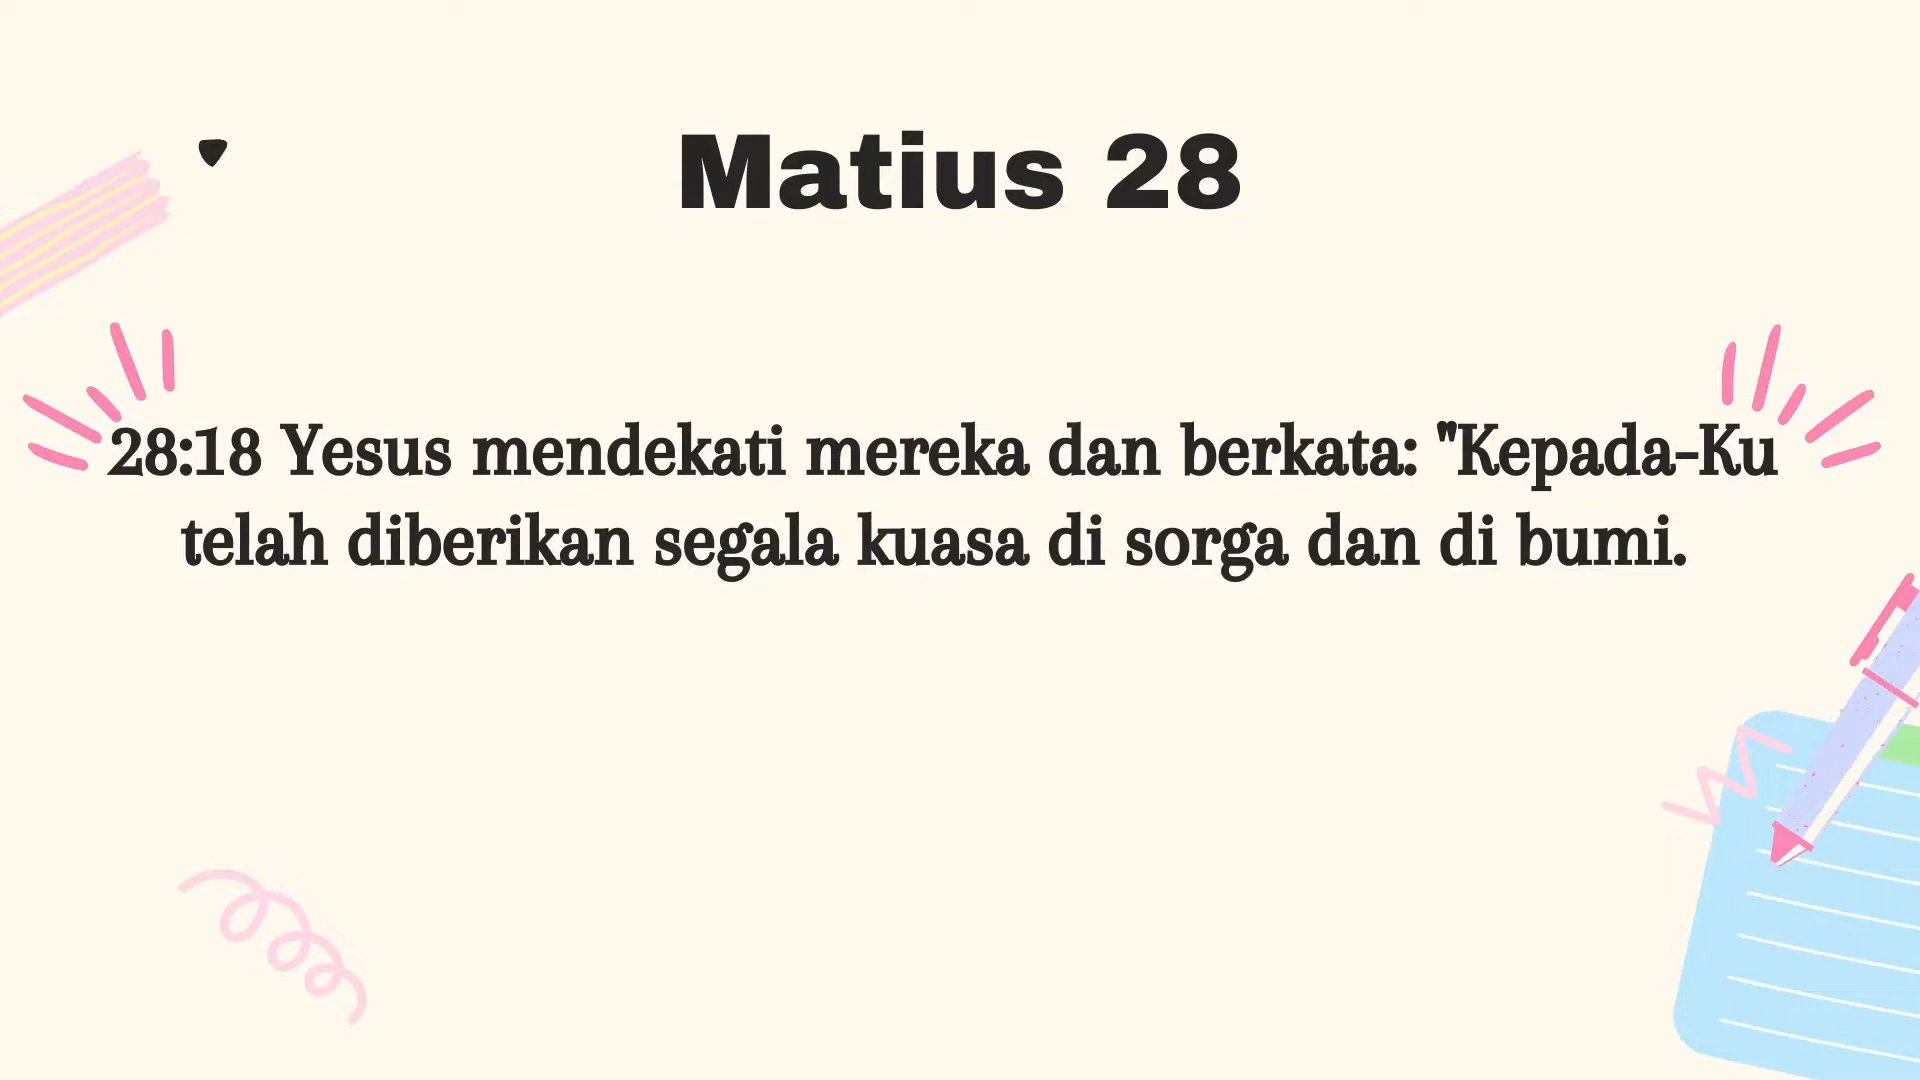 Matius 28
28:18 Yesus mendekati mereka dan berkata: "Kepada-Ku
telah diberikan segala kuasa di sorga dan di bumi.